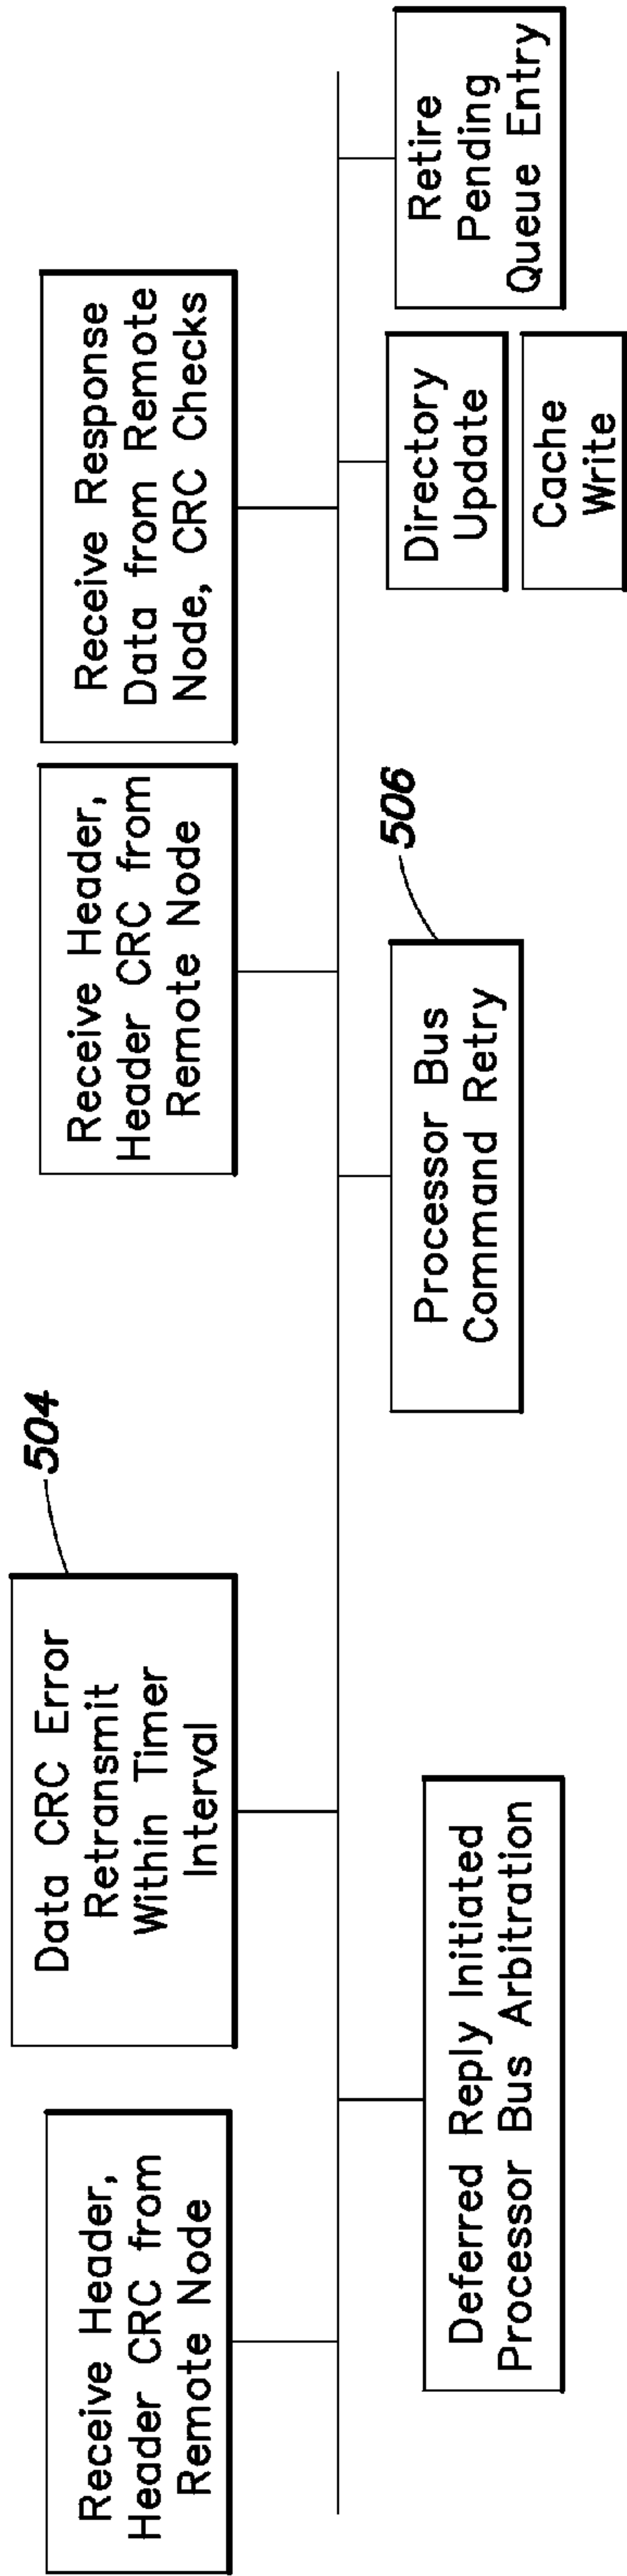 Receive Header,
Header CRC from
Remote Node
Data CRC Error
Retransmit
Within Timer
Interval
504
Receive Header,
Header CRC from
Remote Node
Receive Response
Data from Remote
Node, CRC Checks
Deferred Reply Initiated
Processor Bus Arbitration
Processor Bus
Command Retry
506
Directory
Update
Cache
Write
Retire
Pending
Queue Entry